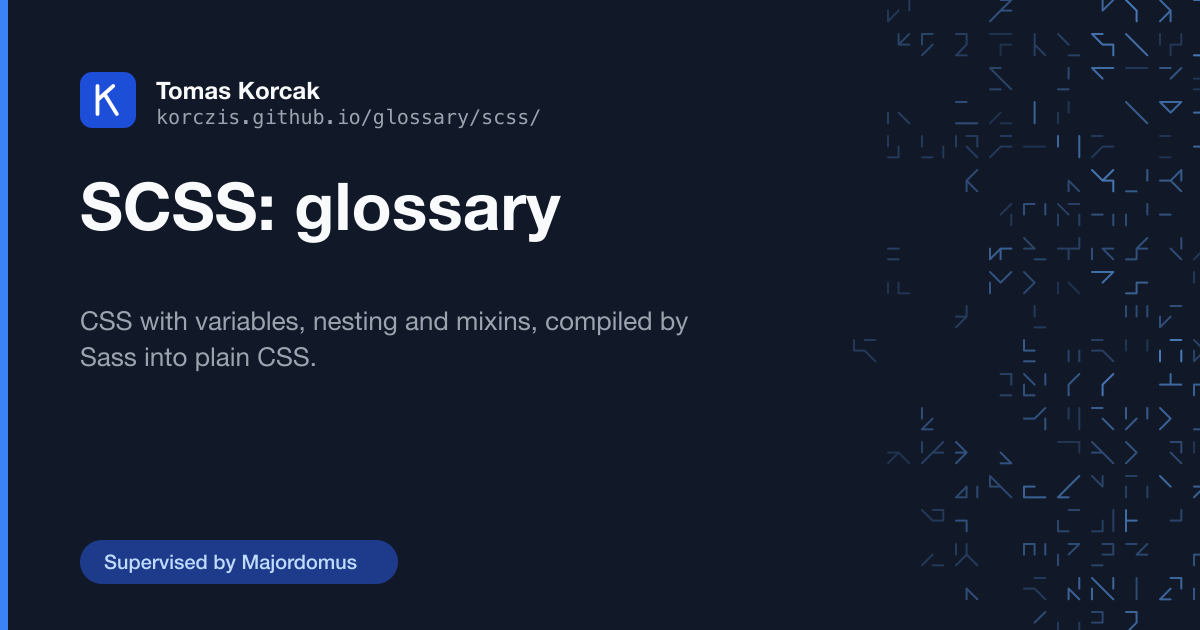 K
Tomas Korcak
korczis.github.io/glossary/scss/
SCSS: glossary
CSS with variables, nesting and mixins, compiled by
Sass into plain CSS.
Supervised by Majordomus